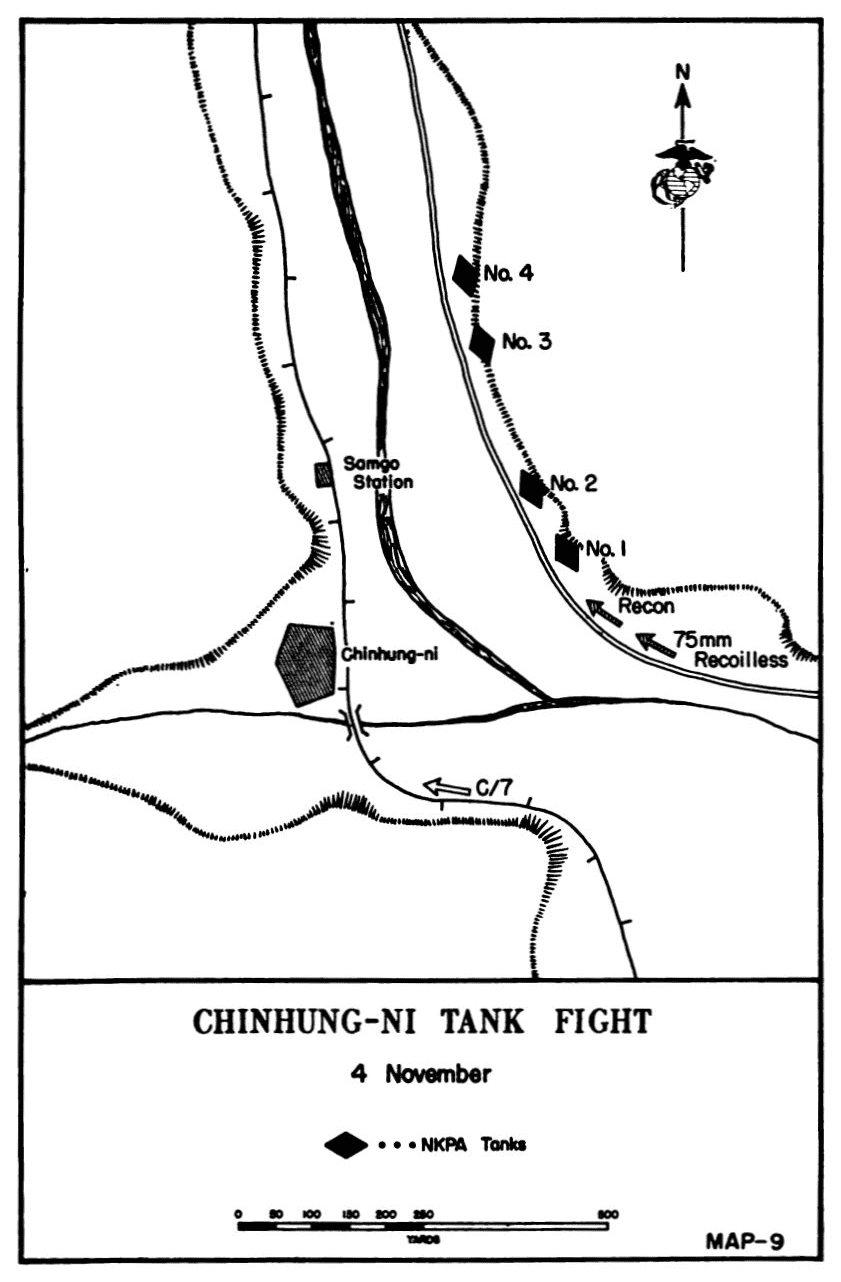 N
No. 4
No. 3
Samgo
Station
No. 2
No. 1
Recon
75mm
Recoilless
Chinhung-ni
C/7
CHINHUNG-NI TANK FIGHT
4 November
NKPA Tanks
0 50 100 150 200 250 500
YARDS
MAP-9